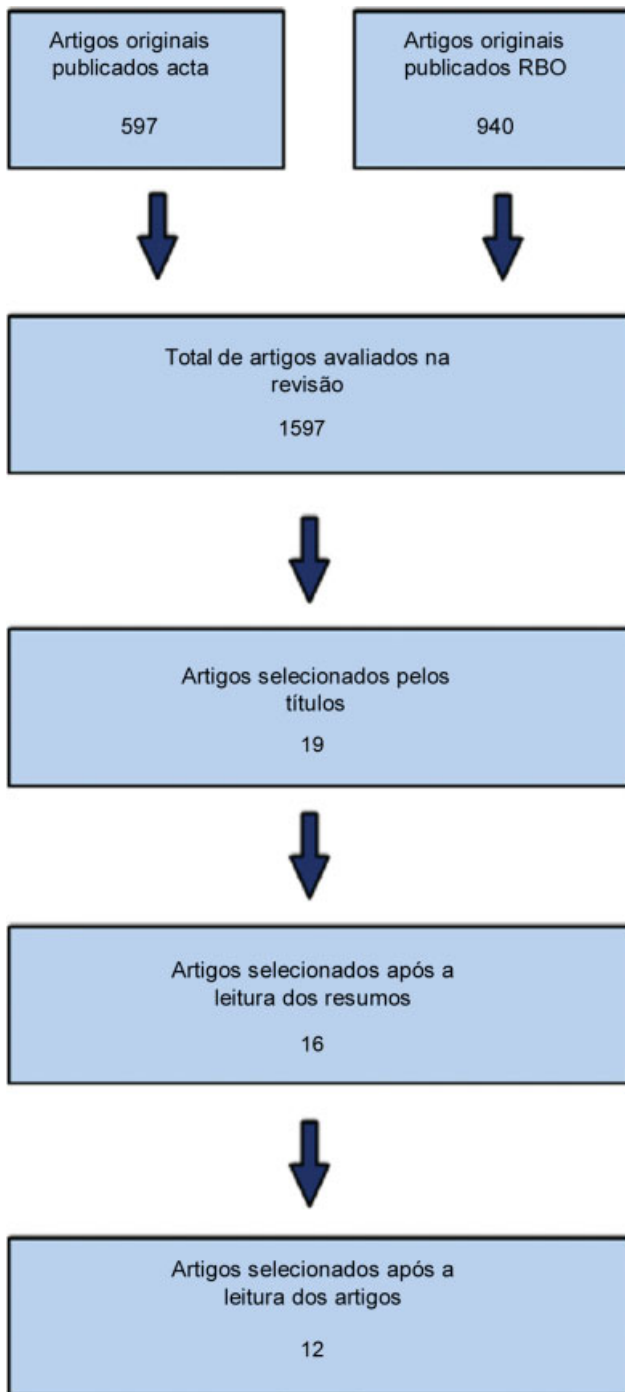 Artigos originais
publicados acta
597
Artigos originais
publicados RBO
940
Total de artigos avaliados na
revisão
1597
Artigos selecionados pelos
títulos
19
Artigos selecionados após a
leitura dos resumos
16
Artigos selecionados após a
leitura dos artigos
12